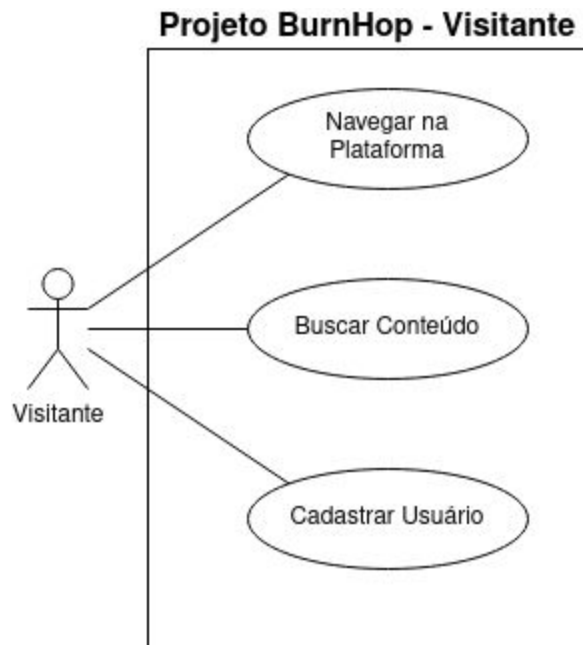 Projeto BurnHop - Visitante
Navegar na
Plataforma
Buscar Conteúdo
Visitante
Cadastrar Usuário